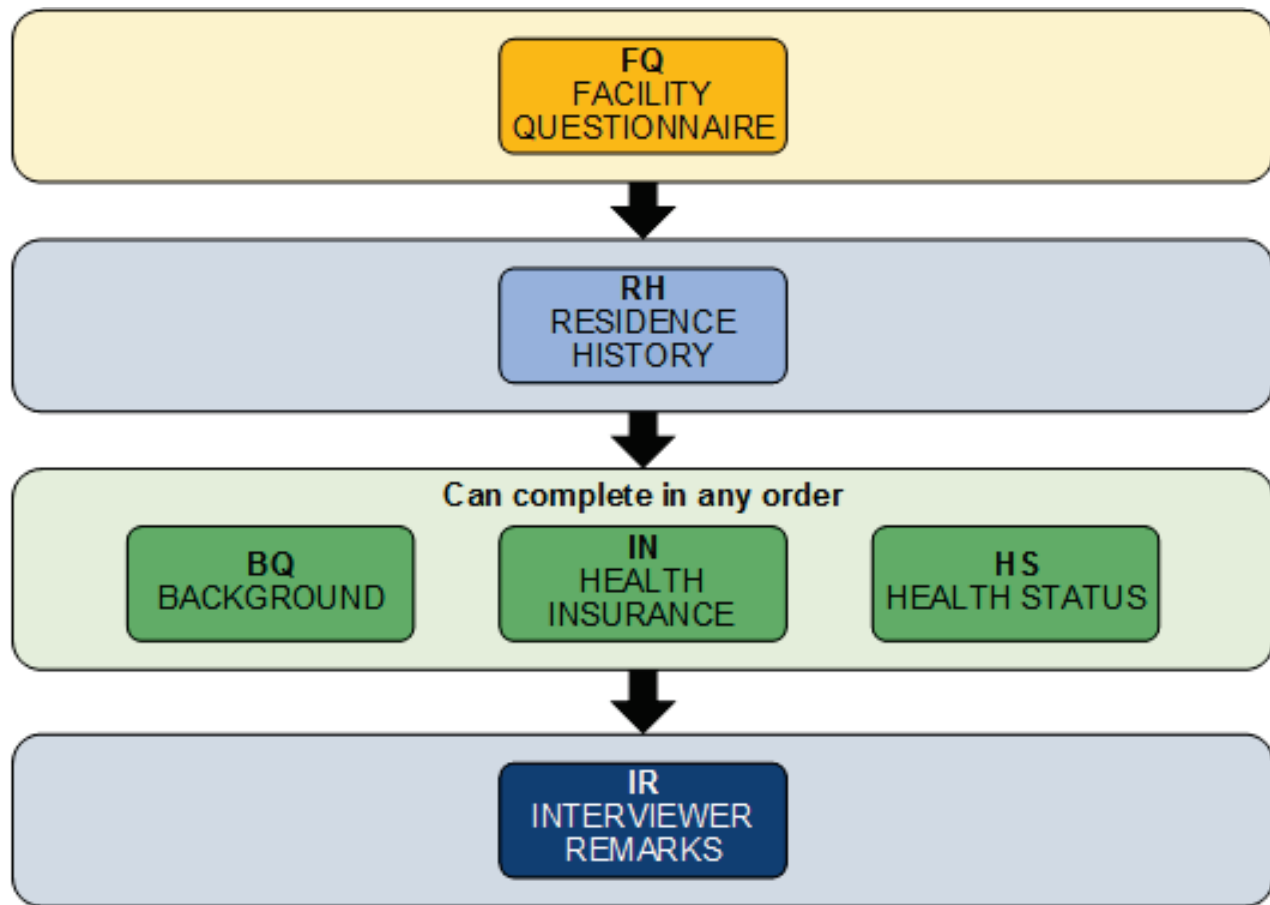 FQ
FACILITY
QUESTIONNAIRE
RH
RESIDENCE
HISTORY
Can complete in any order
BQ
BACKGROUND
IN
HEALTH
INSURANCE
HS
HEALTH STATUS
IR
INTERVIEWER
REMARKS